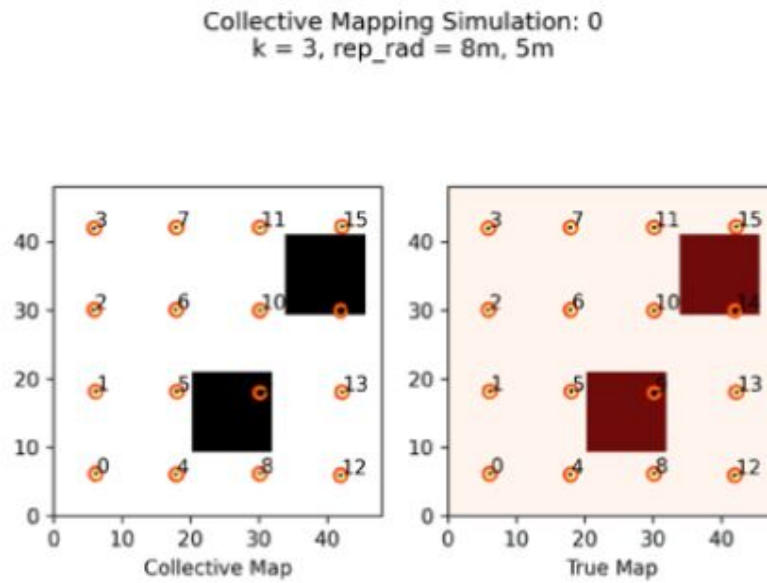 Collective Mapping Simulation: 0
k = 3, rep_rad = 8m, 5m
3 7 11 15
40
2 6 10
30
1 5 13
20
10
0 4 8 12
0
0 10 20 30 40
Collective Map
3 7 11 15
40
2 6 10 14
30
1 5 9 13
20
10
0 4 8 12
0
0 10 20 30 40
True Map